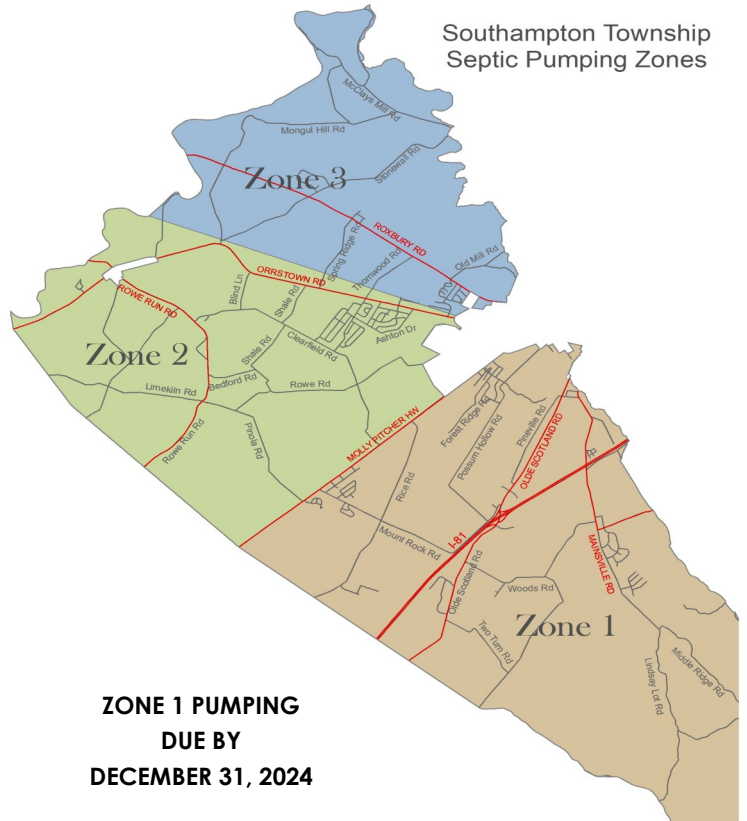 Southampton Township
Septic Pumping Zones
McClays Mill Rd
Mongul Hill Rd
Stonewall Rd
Zone 3
ROXBURY RD
Spring Ridge Rd
Thornwood Rd
Old Mill Rd
ORRSTOWN RD
ROWE RUN RD
Blind Ln
Shale Rd
Ashton Dr
Clearfield Rd
Shale Rd
Zone 2
Bedford Rd
Rowe Rd
Limekiln Rd
Rowe Run Rd
Pinola Rd
MOLLY PITCHER HW
Forest Ridge Rd
Possum Hollow Rd
Pineville Rd
OLDE SCOTLAND RD
Rice Rd
Mount Rock Rd
I-81
Olde Scotland Rd
MAINSVILLE RD
Woods Rd
Two Turn Rd
Zone 1
Lindsay Lot Rd
Middle Ridge Rd
ZONE 1 PUMPING
DUE BY
DECEMBER 31, 2024